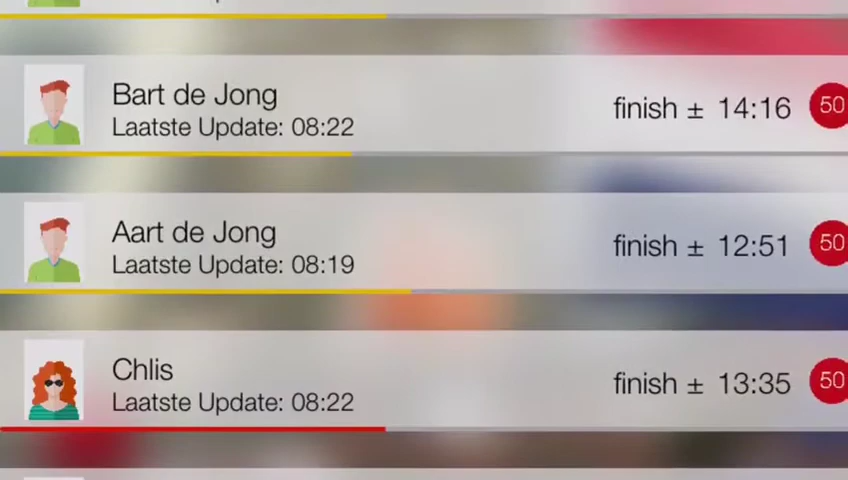 Bart de Jong
Laatste Update: 08:22
finish ± 14:16
50
Aart de Jong
Laatste Update: 08:19
finish ± 12:51
50
Chlis
Laatste Update: 08:22
finish ± 13:35
50